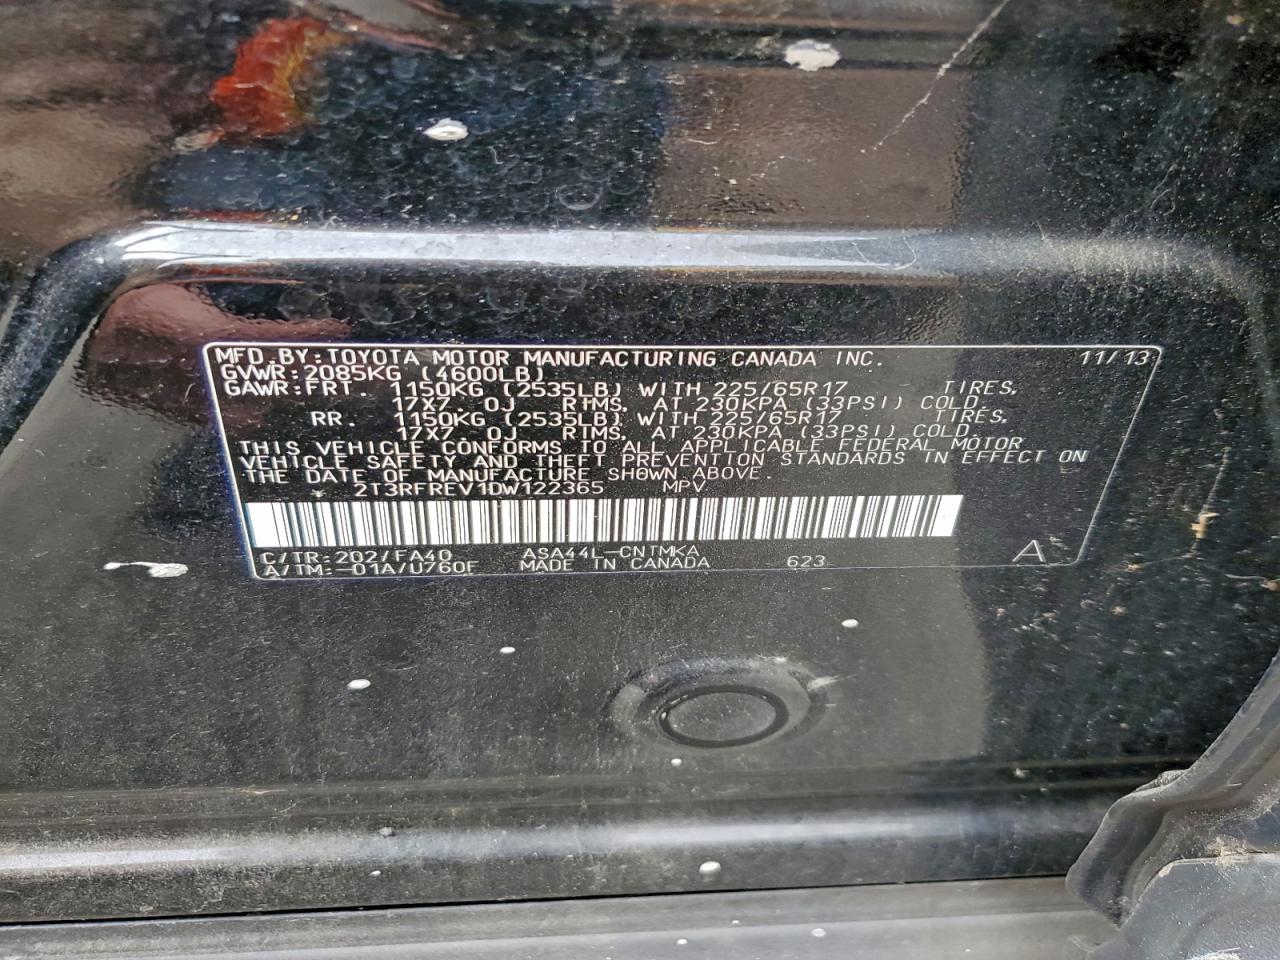 MFD.BY:TOYOTA MOTOR MANUFACTURING CANADA INC. 11/13
GVWR:2085KG (4600LB)
GAWR:FRT. 1150KG (2535LB) WITH 225/65R17 TIRES,
17X7.0J RIMS, AT 230KPA (33PSI) COLD
RR. 1150KG (2535LB) WITH 225/65R17 TIRES,
17X7.0J RIMS, AT 230KPA (33PSI) COLD
THIS VEHICLE CONFORMS TO ALL APPLICABLE FEDERAL MOTOR
VEHICLE SAFETY AND THEFT PREVENTION STANDARDS IN EFFECT ON
THE DATE OF MANUFACTURE SHOWN ABOVE.
* 2T3RFREV1DW122365 MPV
C/TR:202/FA40 ASA44L-CNTMKA A
A/TM:-01A/U760F MADE IN CANADA 623